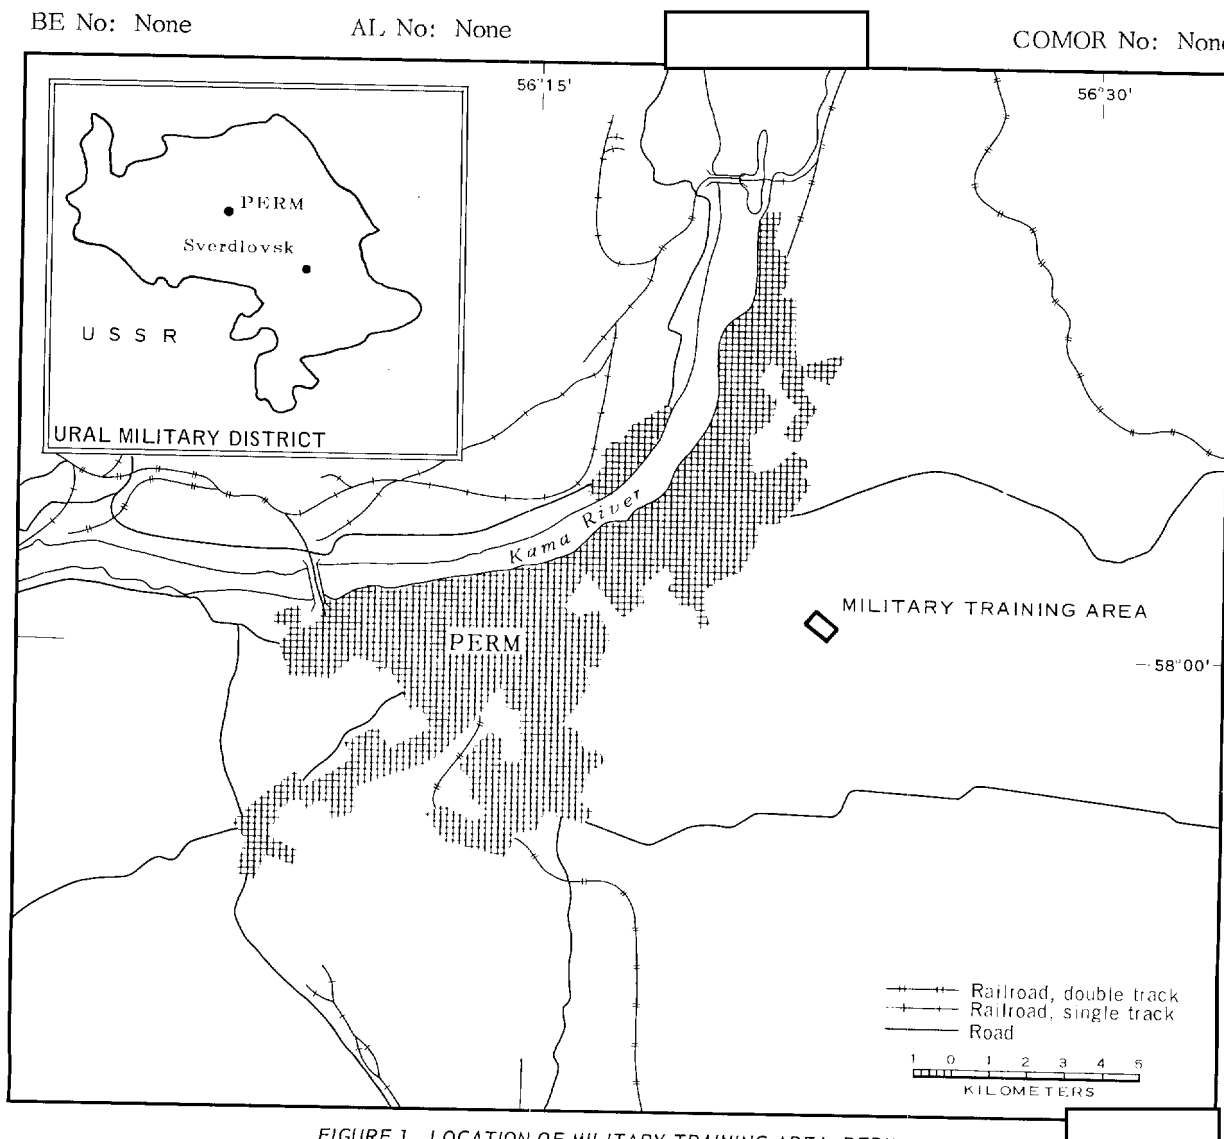 BE No: None AL No: None COMOR No: None
56°15' 56°30'
PERM
Sverdlovsk
USSR
URAL MILITARY DISTRICT
Kama River
MILITARY TRAINING AREA
PERM
58°00'
Railroad, double track
Railroad, single track
Road
1 0 1 2 3 4 5
KILOMETERS
FIGURE 1. LOCATION OF MILITARY TRAINING AREA, PERM